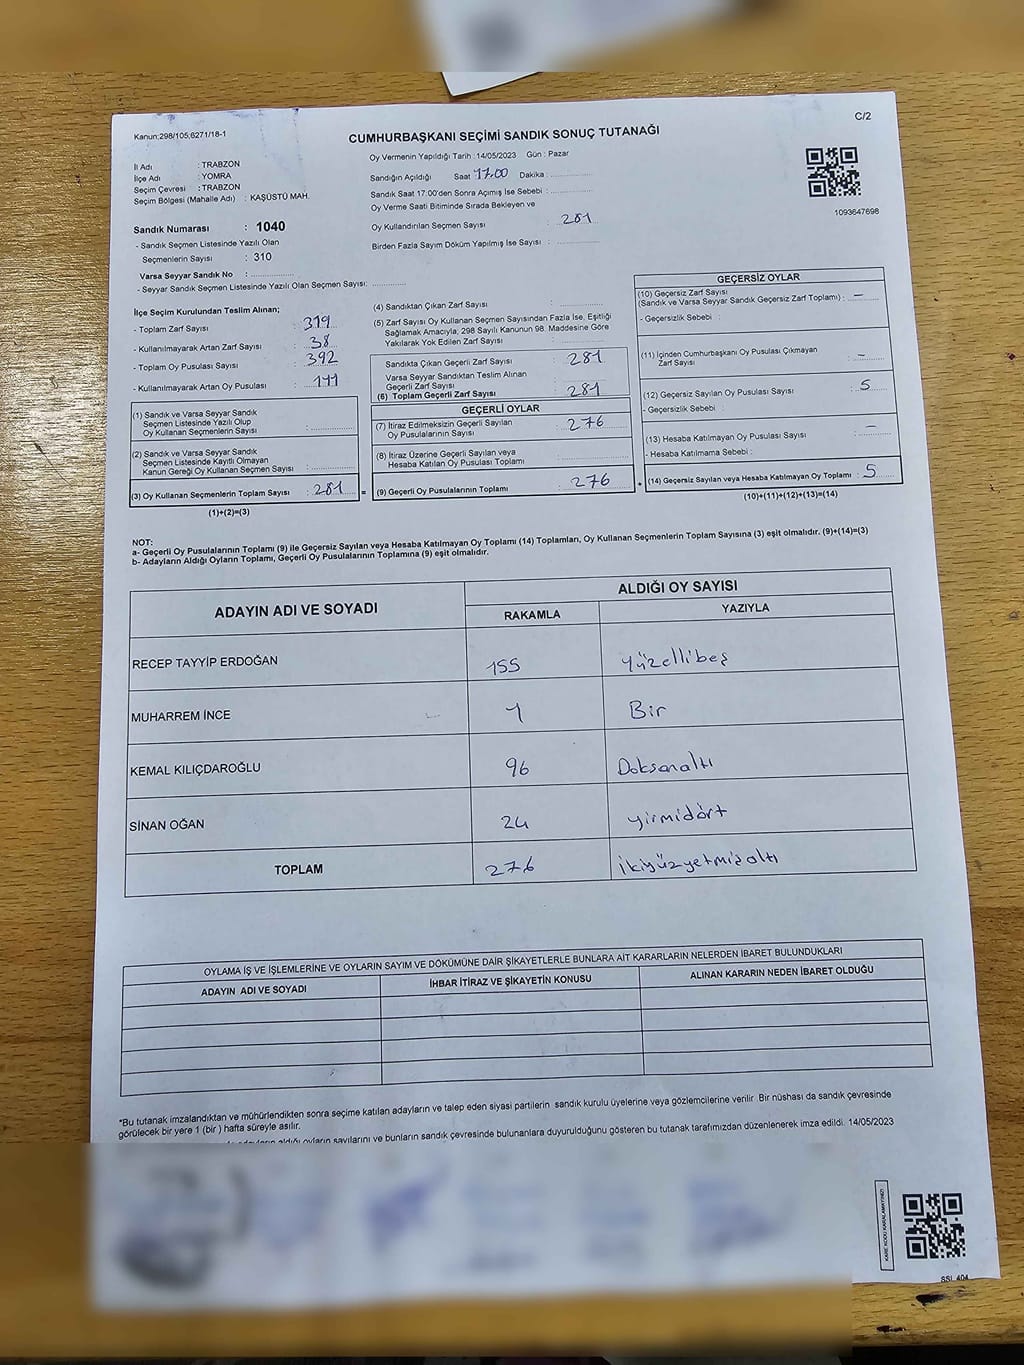 Kanun:298/105;6271/18-1
C/2
CUMHURBAŞKANI SEÇİMİ SANDIK SONUÇ TUTANAĞI
İl Adı : TRABZON
İlçe Adı : YOMRA
Seçim Çevresi : TRABZON
Seçim Bölgesi (Mahalle Adı) : KAŞÜSTÜ MAH.
Sandık Numarası : 1040
- Sandık Seçmen Listesinde Yazılı Olan
Seçmenlerin Sayısı : 310
Varsa Seyyar Sandık No : ..............
- Seyyar Sandık Seçmen Listesinde Yazılı Olan Seçmen Sayısı: ..............
Oy Vermenin Yapıldığı Tarih : 14/05/2023 Gün : Pazar
Sandığın Açıldığı Saat 17.00 Dakika : ..............
Sandık Saat 17:00'den Sonra Açımış İse Sebebi : ..............
Oy Verme Saati Bitiminde Sırada Bekleyen ve
Oy Kullandırılan Seçmen Sayısı : 281
Birden Fazla Sayım Döküm Yapılmış İse Sayısı : ..............
1093647698
İlçe Seçim Kurulundan Teslim Alınan;
- Toplam Zarf Sayısı : 319
- Kullanılmayarak Artan Zarf Sayısı : 38
- Toplam Oy Pusulası Sayısı : 392
- Kullanılmayarak Artan Oy Pusulası : 111
(1) Sandık ve Varsa Seyyar Sandık
Seçmen Listesinde Yazılı Olup
Oy Kullanan Seçmenlerin Sayısı : ..............
(2) Sandık ve Varsa Seyyar Sandık
Seçmen Listesinde Kayıtlı Olmayan
Kanun Gereği Oy Kullanan Seçmen Sayısı : ..............
(3) Oy Kullanan Seçmenlerin Toplam Sayısı : 281 =
(1)+(2)=(3)
(4) Sandıktan Çıkan Zarf Sayısı : ..............
(5) Zarf Sayısı Oy Kullanan Seçmen Sayısından Fazla İse, Eşitliği
Sağlamak Amacıyla; 298 Sayılı Kanunun 98. Maddesine Göre
Yakılarak Yok Edilen Zarf Sayısı : ..............
Sandıkta Çıkan Geçerli Zarf Sayısı : 281
Varsa Seyyar Sandıktan Teslim Alınan
Geçerli Zarf Sayısı : ..............
(6) Toplam Geçerli Zarf Sayısı : 281
GEÇERLİ OYLAR
(7) İtiraz Edilmeksizin Geçerli Sayılan
Oy Pusulalarının Sayısı : 276
(8) İtiraz Üzerine Geçerli Sayılan veya
Hesaba Katılan Oy Pusulası Toplamı : ..............
(9) Geçerli Oy Pusulalarının Toplamı : 276 +
GEÇERSİZ OYLAR
(10) Geçersiz Zarf Sayısı
(Sandık ve Varsa Seyyar Sandık Geçersiz Zarf Toplamı) : –
- Geçersizlik Sebebi :
(11) İçinden Cumhurbaşkanı Oy Pusulası Çıkmayan
Zarf Sayısı : –
(12) Geçersiz Sayılan Oy Pusulası Sayısı : 5
- Geçersizlik Sebebi :
(13) Hesaba Katılmayan Oy Pusulası Sayısı : –
- Hesaba Katılmama Sebebi :
(14) Geçersiz Sayılan veya Hesaba Katılmayan Oy Toplamı : 5
(10)+(11)+(12)+(13)=(14)
NOT:
a- Geçerli Oy Pusulalarının Toplamı (9) ile Geçersiz Sayılan veya Hesaba Katılmayan Oy Toplamı (14) Toplamları, Oy Kullanan Seçmenlerin Toplam Sayısına (3) eşit olmalıdır. (9)+(14)=(3)
b- Adayların Aldığı Oyların Toplamı, Geçerli Oy Pusulalarının Toplamına (9) eşit olmalıdır.
ADAYIN ADI VE SOYADI
ALDIĞI OY SAYISI
RAKAMLA YAZIYLA
RECEP TAYYİP ERDOĞAN 155 yüzellibeş
MUHARREM İNCE 1 Bir
KEMAL KILIÇDAROĞLU 96 Doksanaltı
SİNAN OĞAN 24 yirmidört
TOPLAM 276 ikiyüzyetmişaltı
OYLAMA İŞ VE İŞLEMLERİNE VE OYLARIN SAYIM VE DÖKÜMÜNE DAİR ŞİKAYETLERLE BUNLARA AİT KARARLARIN NELERDEN İBARET BULUNDUKLARI
ADAYIN ADI VE SOYADI İHBAR İTİRAZ VE ŞİKAYETİN KONUSU ALINAN KARARIN NEDEN İBARET OLDUĞU
*Bu tutanak imzalandıktan ve mühürlendikten sonra seçime katılan adayların ve talep eden siyasi partilerin sandık kurulu üyelerine veya gözlemcilerine verilir. Bir nüshası da sandık çevresinde
görülecek bir yere 1 (bir ) hafta süreyle asılır.
aldığı oyların sayılarını ve bunların sandık çevresinde bulunanlara duyurulduğunu gösteren bu tutanak tarafımızdan düzenlenerek imza edildi. 14/05/2023
KARE KODU KARALAMAYINIZ!
SSI 404